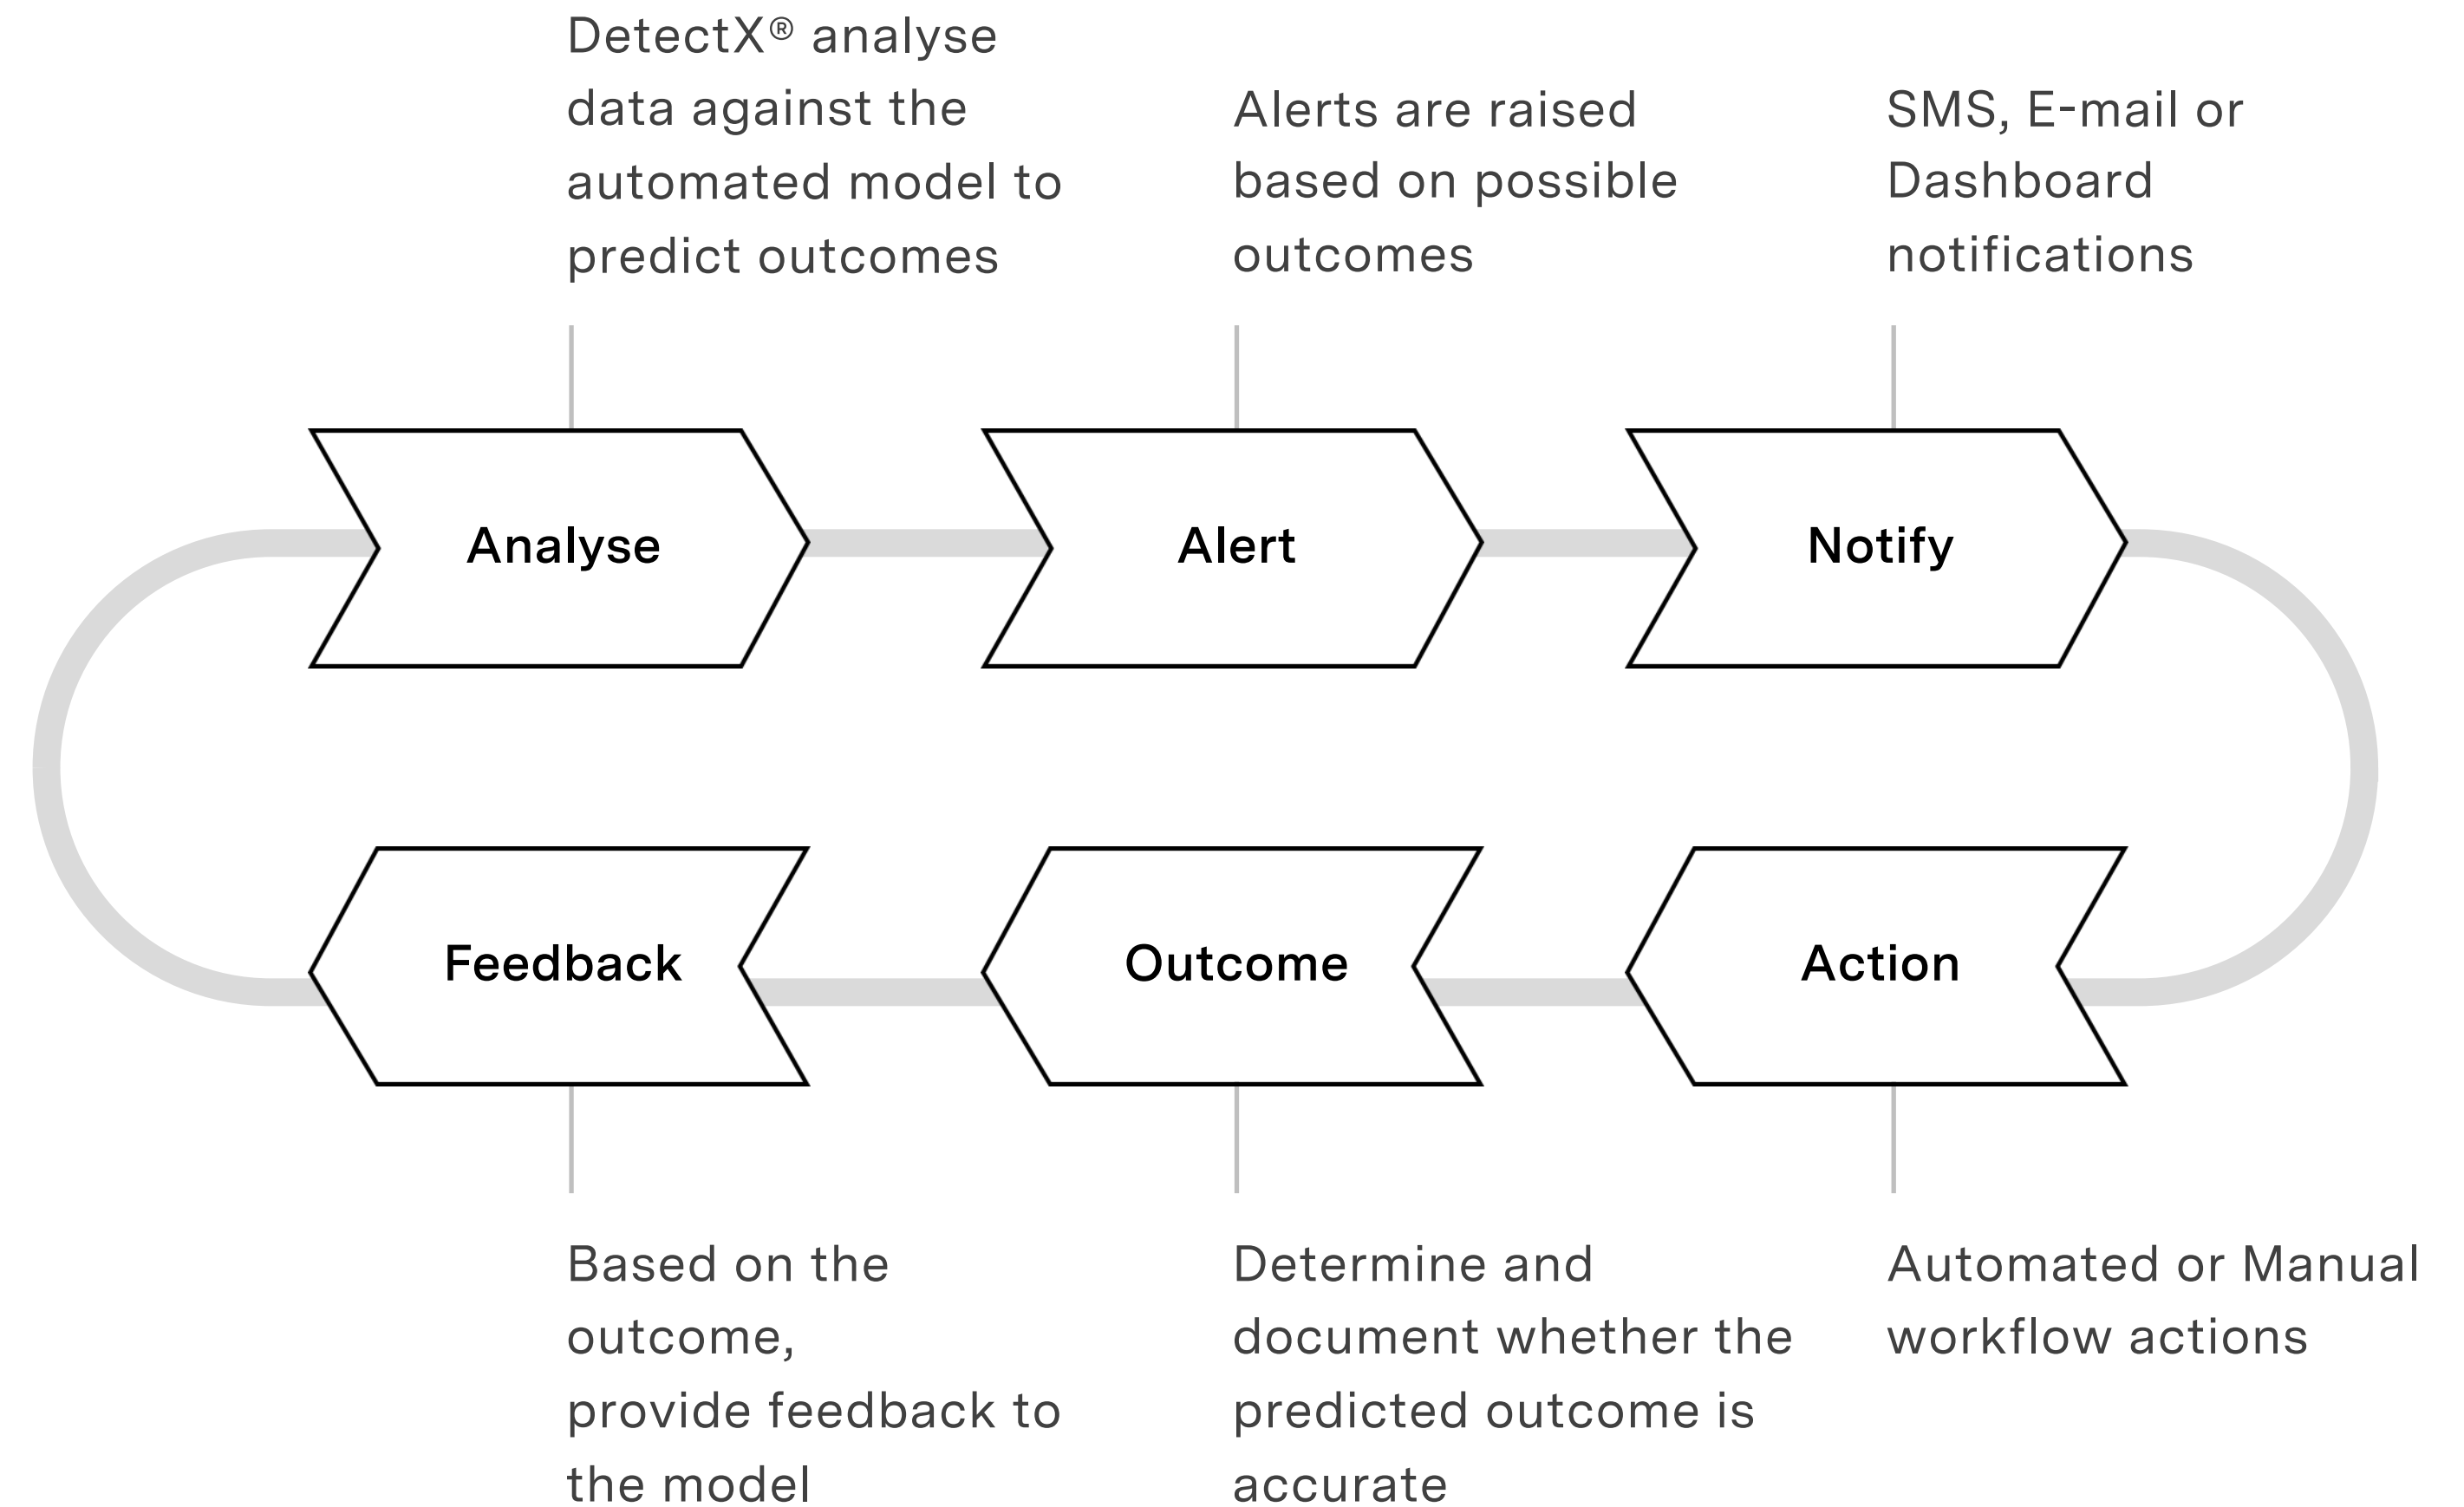 DetectX® analyse
data against the
automated model to
predict outcomes
Alerts are raised
based on possible
outcomes
SMS, E-mail or
Dashboard
notifications
Analyse
Alert
Notify
Feedback
Outcome
Action
Based on the
outcome,
provide feedback to
the model
Determine and
document whether the
predicted outcome is
accurate
Automated or Manual
workflow actions